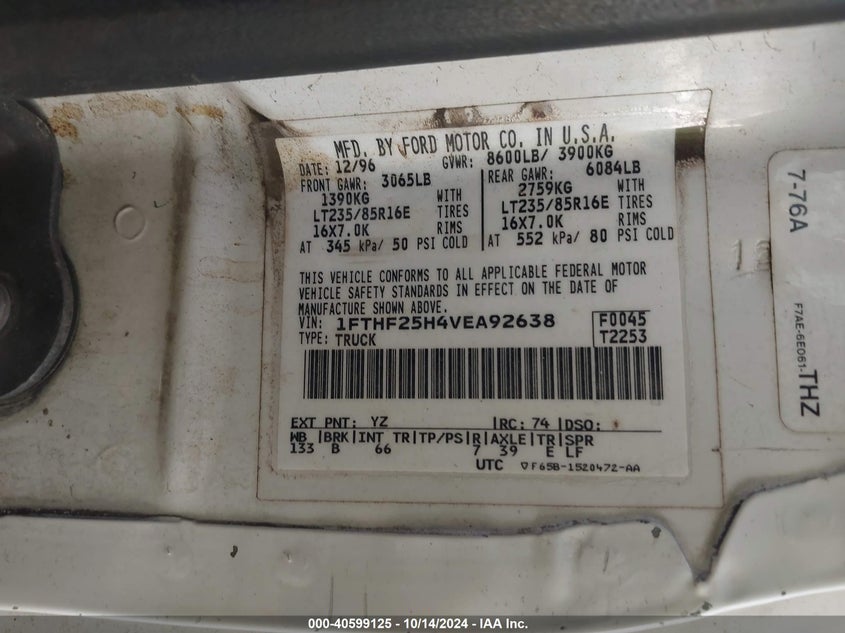 MFD. BY FORD MOTOR CO. IN U.S.A.
DATE: 12/96 GVWR: 8600LB/ 3900KG
FRONT GAWR: 3065LB REAR GAWR: 6084LB
1390KG WITH 2759KG WITH
LT235/85R16E TIRES LT235/85R16E TIRES
16X7.0K RIMS 16X7.0K RIMS
AT 345 kPa/ 50 PSI COLD AT 552 kPa/ 80 PSI COLD
THIS VEHICLE CONFORMS TO ALL APPLICABLE FEDERAL MOTOR
VEHICLE SAFETY STANDARDS IN EFFECT ON THE DATE OF
MANUFACTURE SHOWN ABOVE.
VIN: 1FTHF25H4VEA92638 F0045
TYPE: TRUCK T2253
EXT PNT: YZ RC: 74 DSO:
WB BRK INT TR TP/PS R AXLE TR SPR
133 B 66 7 39 E LF
UTC ▽F65B-1520472-AA
7-76A
F7AE-6E061-THZ
000-40599125 - 10/14/2024 - IAA Inc.